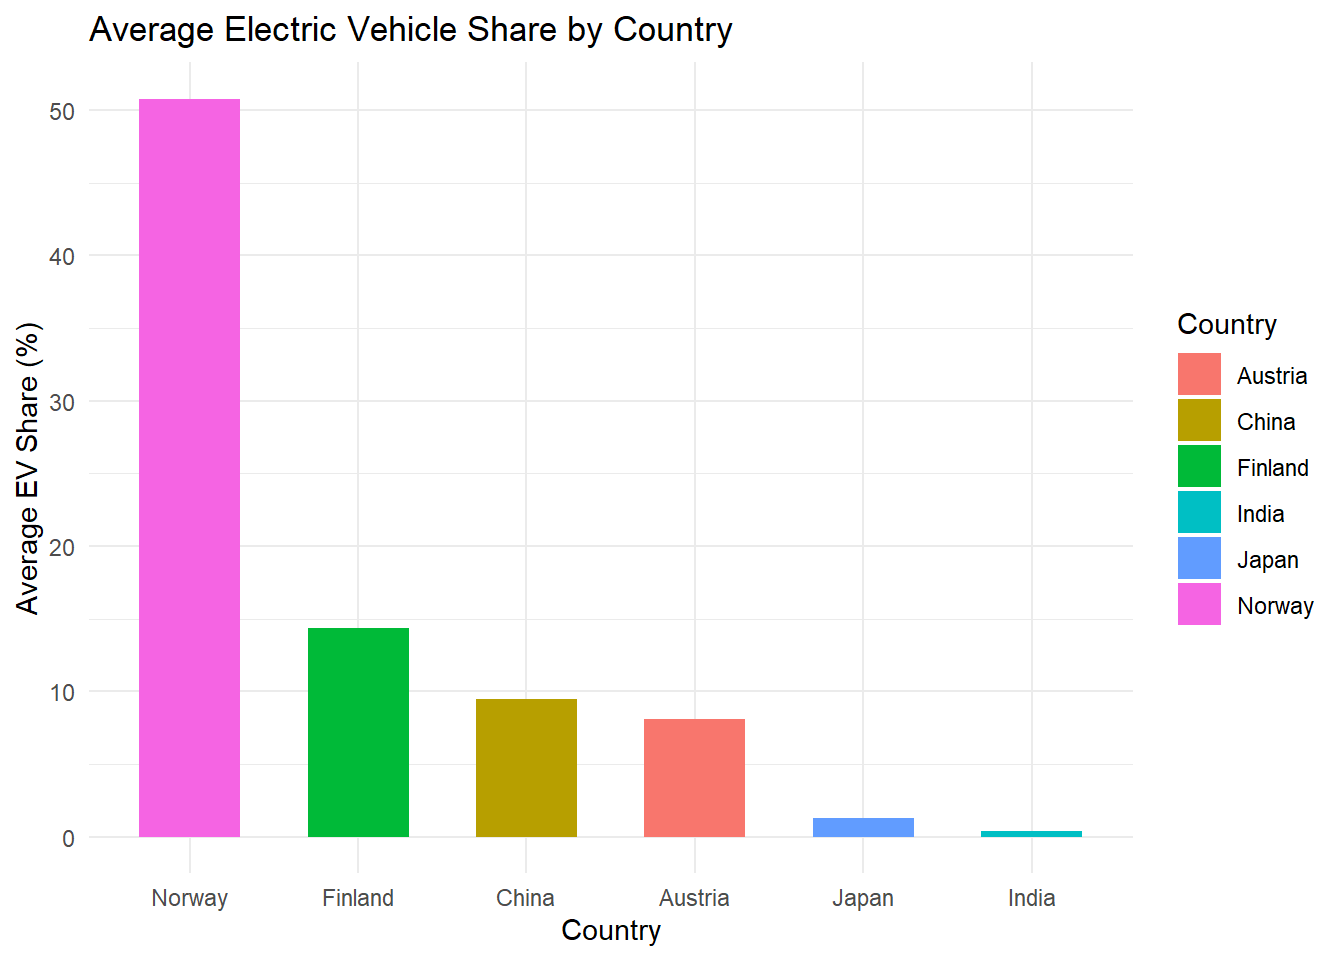 Average Electric Vehicle Share by Country
Average EV Share (%)
50
40
30
20
10
0
Norway Finland China Austria Japan India
Country
Country
Austria
China
Finland
India
Japan
Norway